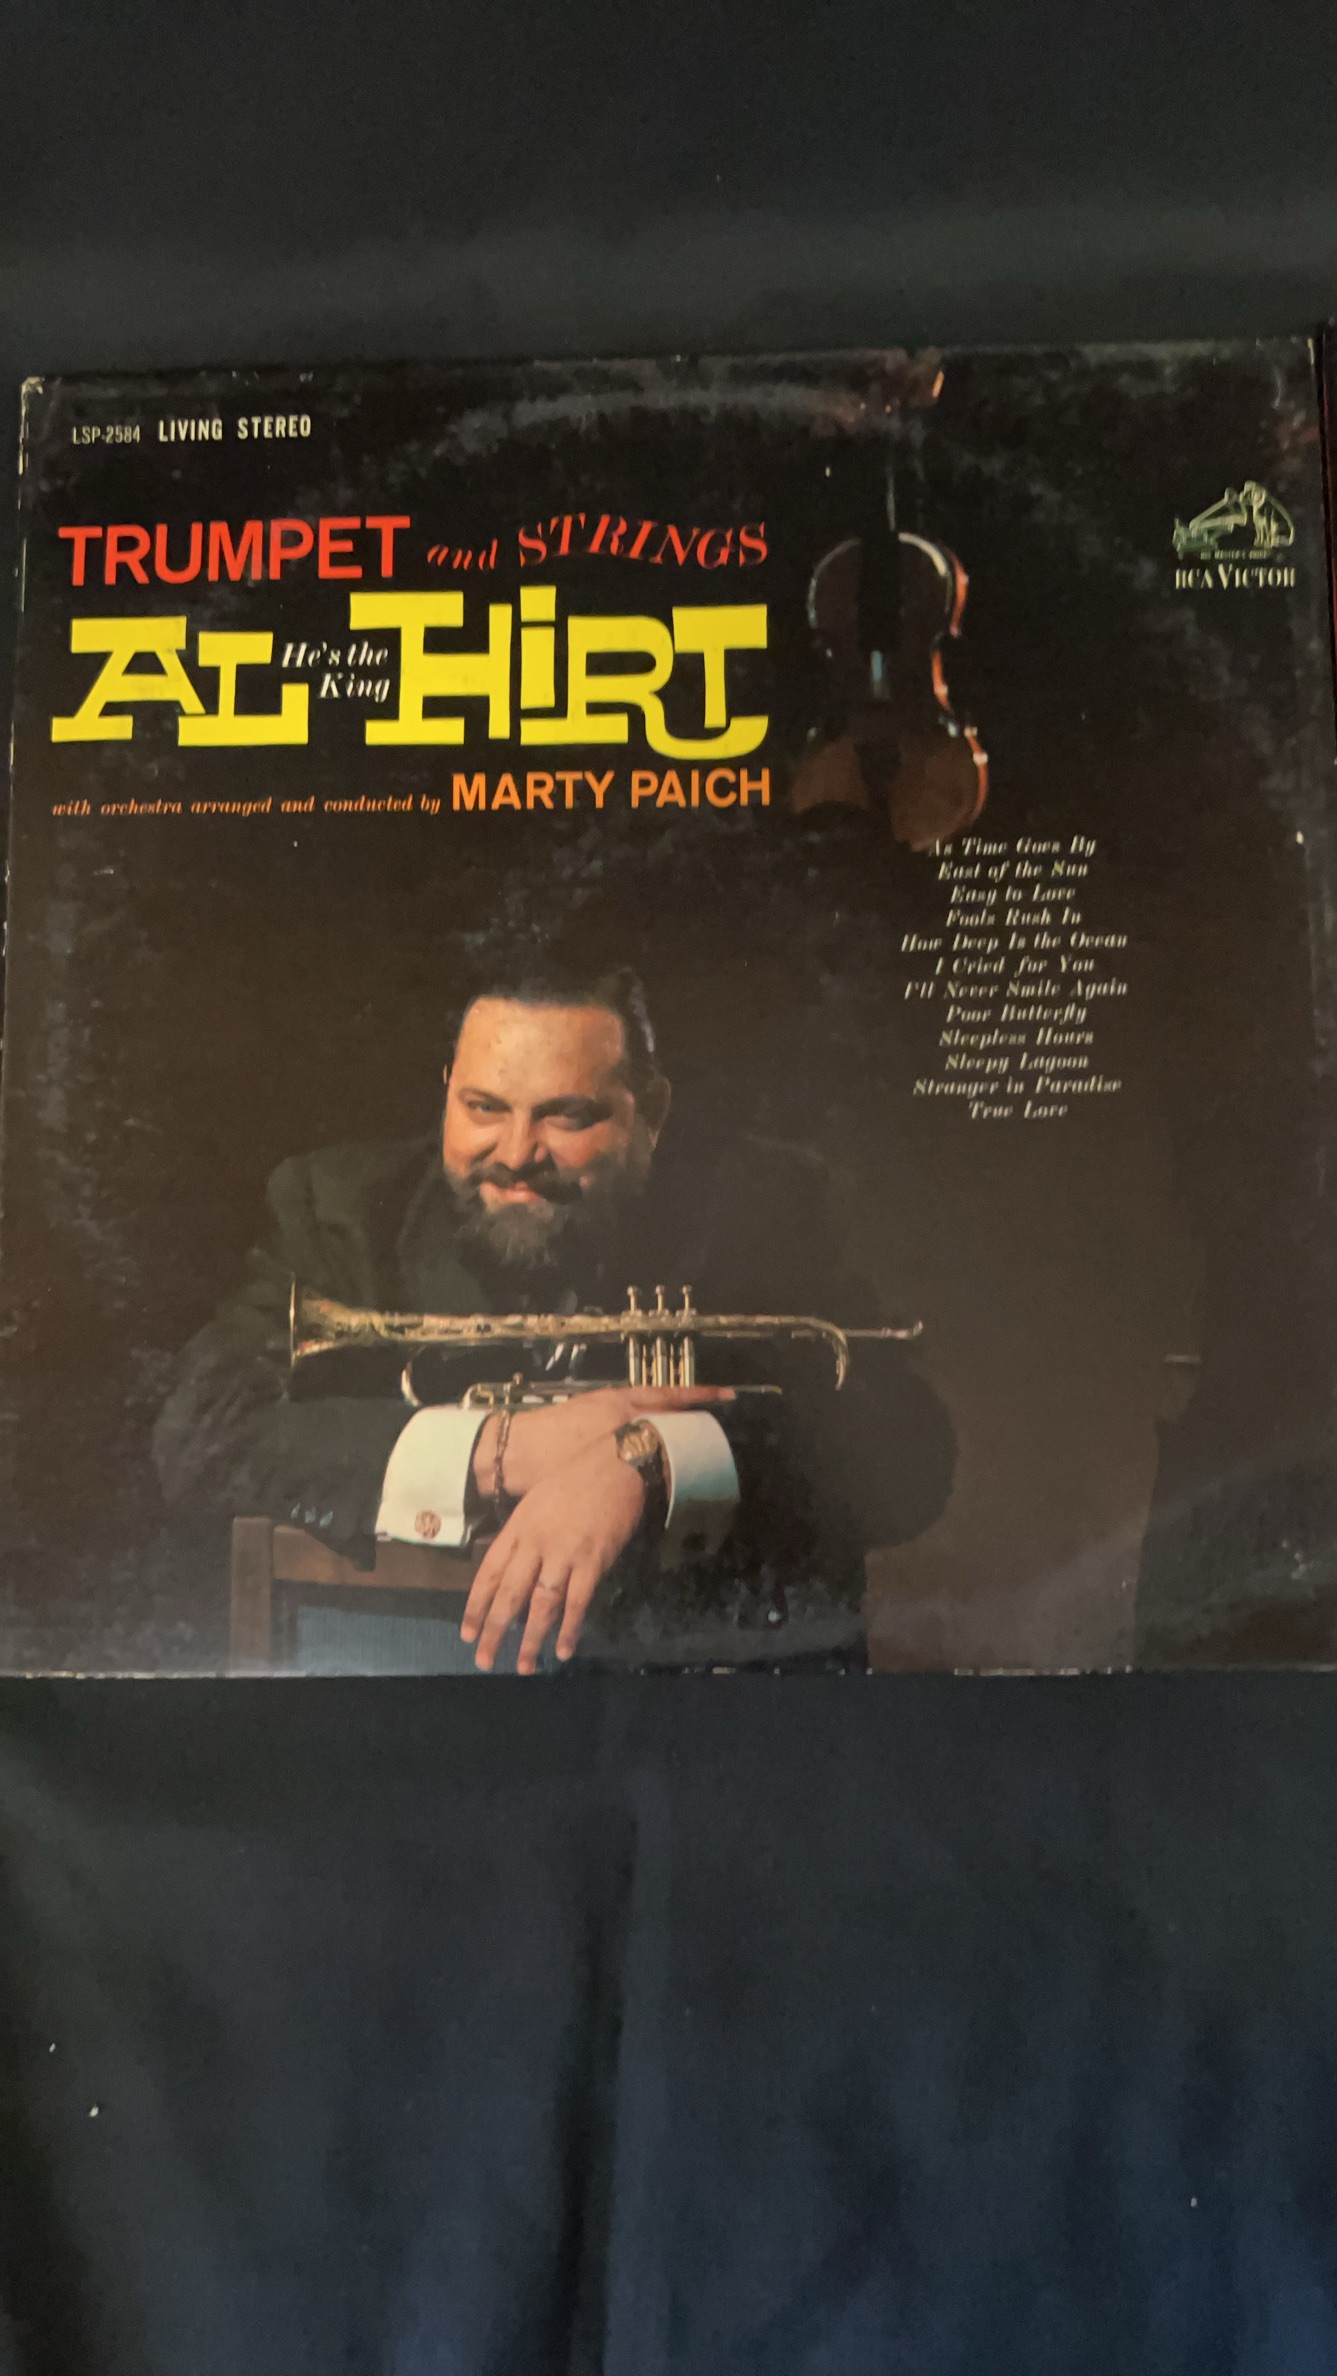 LSP-2584 LIVING STEREO
TRUMPET and STRINGS
AL He's the King HIRT
with orchestra arranged and conducted by MARTY PAICH
HIS MASTER'S VOICE
RCA VICTOR
As Time Goes By
East of the Sun
Easy to Love
Fools Rush In
How Deep Is the Ocean
I Cried for You
I'll Never Smile Again
Poor Butterfly
Sleepless Hours
Sleepy Lagoon
Stranger in Paradise
True Love